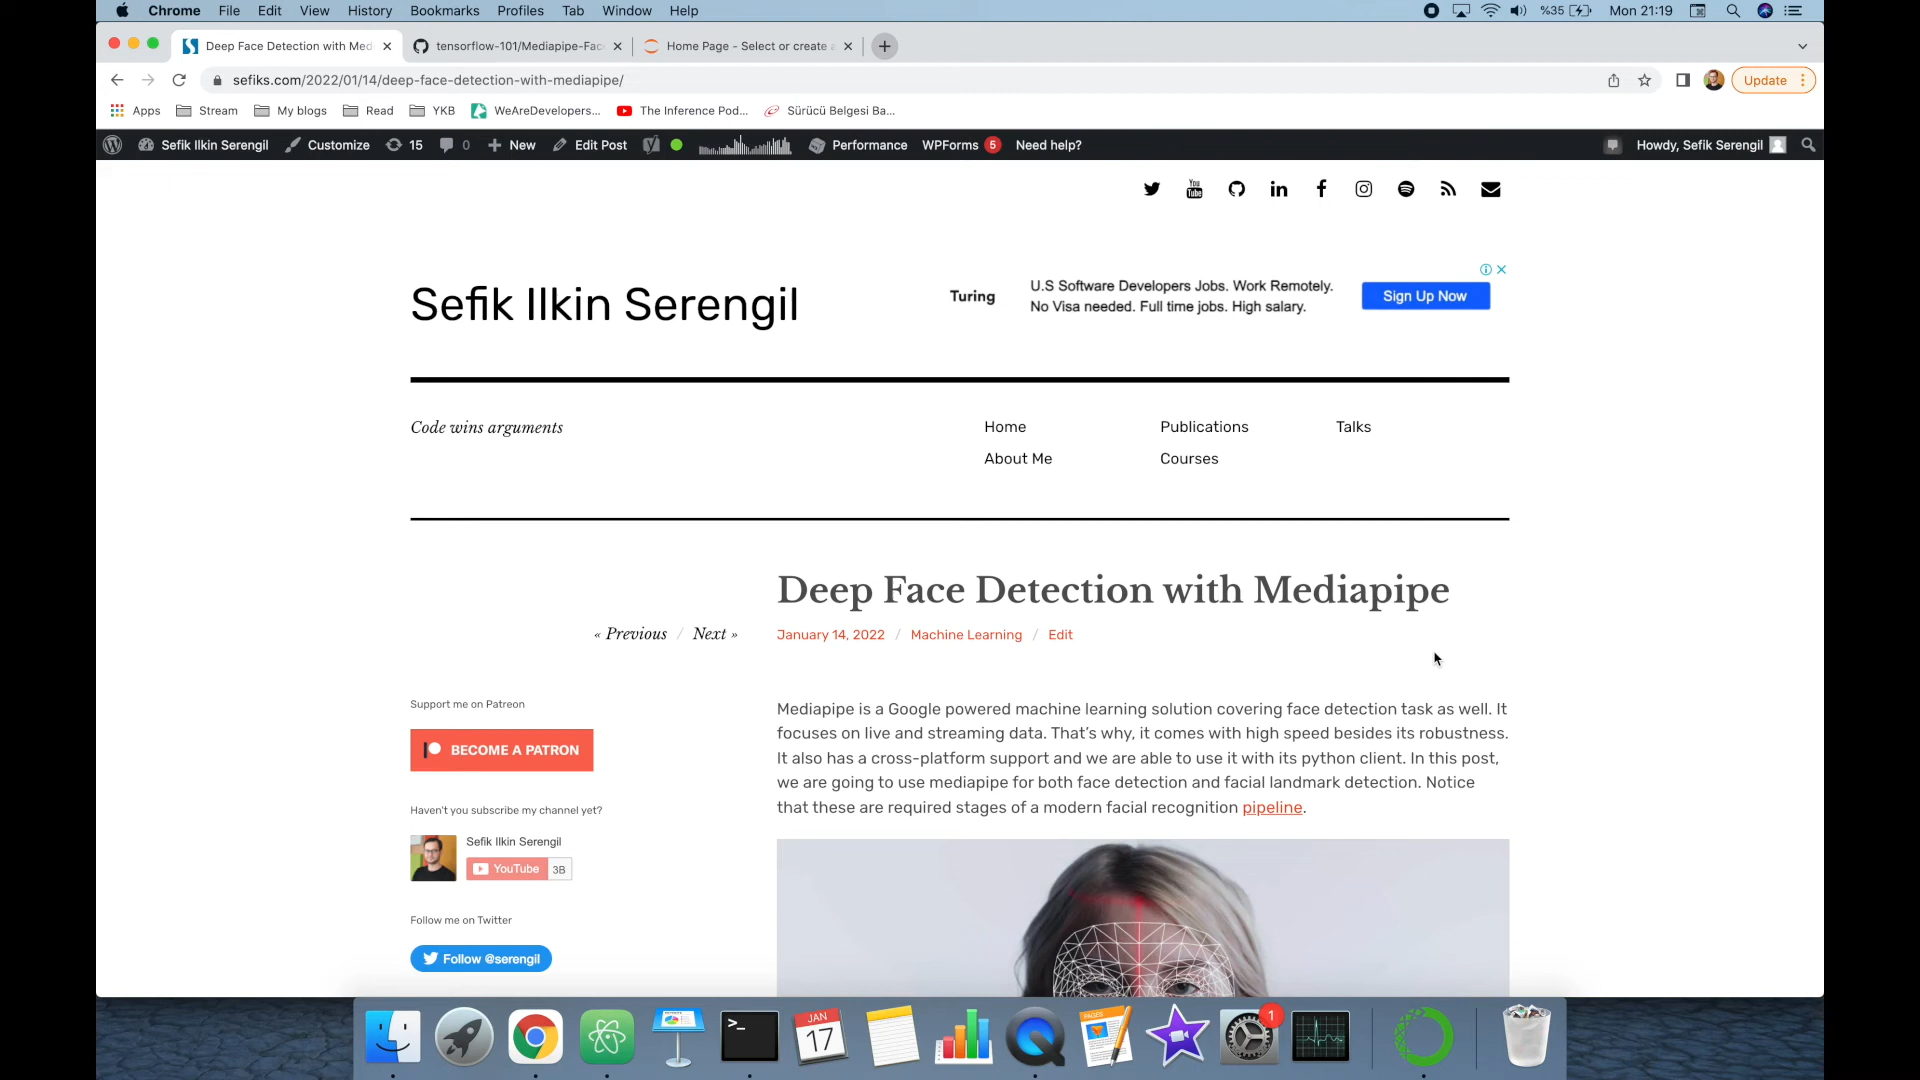 Chrome File Edit View History Bookmarks Profiles Tab Window Help %35 Mon 21:19
Deep Face Detection with Med tensorflow-101/Mediapipe-Fac Home Page - Select or create a
sefiks.com/2022/01/14/deep-face-detection-with-mediapipe/ Update
Apps Stream My blogs Read YKB WeAreDevelopers... The Inference Pod... Sürücü Belgesi Ba...
Sefik Ilkin Serengil Customize 15 0 New Edit Post Performance WPForms 5 Need help? Howdy, Sefik Serengil
You Tube
Sefik Ilkin Serengil
Turing
U.S Software Developers Jobs. Work Remotely.
No Visa needed. Full time jobs. High salary.
Sign Up Now
Code wins arguments
Home Publications Talks
About Me Courses
Deep Face Detection with Mediapipe
« Previous / Next »
January 14, 2022 / Machine Learning / Edit
Support me on Patreon
BECOME A PATRON
Haven't you subscribe my channel yet?
Sefik Ilkin Serengil
YouTube 3B
Follow me on Twitter
Follow @serengil
Mediapipe is a Google powered machine learning solution covering face detection task as well. It
focuses on live and streaming data. That's why, it comes with high speed besides its robustness.
It also has a cross-platform support and we are able to use it with its python client. In this post,
we are going to use mediapipe for both face detection and facial landmark detection. Notice
that these are required stages of a modern facial recognition pipeline.
JAN
17
PAGES
1